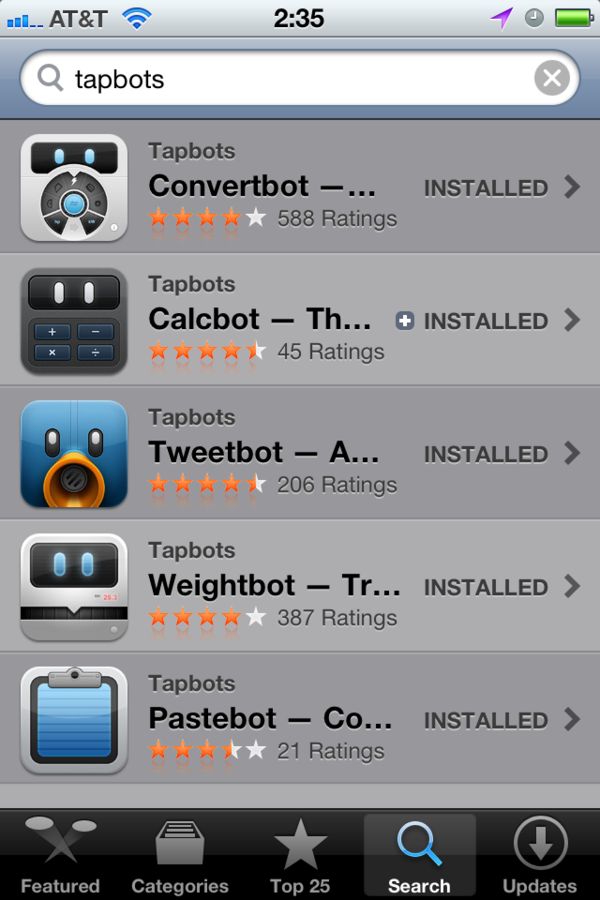 AT&T 2:35
tapbots
Tapbots
Convertbot —... INSTALLED
588 Ratings
Tapbots
Calcbot — Th... INSTALLED
45 Ratings
Tapbots
Tweetbot — A... INSTALLED
206 Ratings
Tapbots
Weightbot — Tr... INSTALLED
387 Ratings
Tapbots
Pastebot — Co... INSTALLED
21 Ratings
Featured Categories Top 25 Search Updates